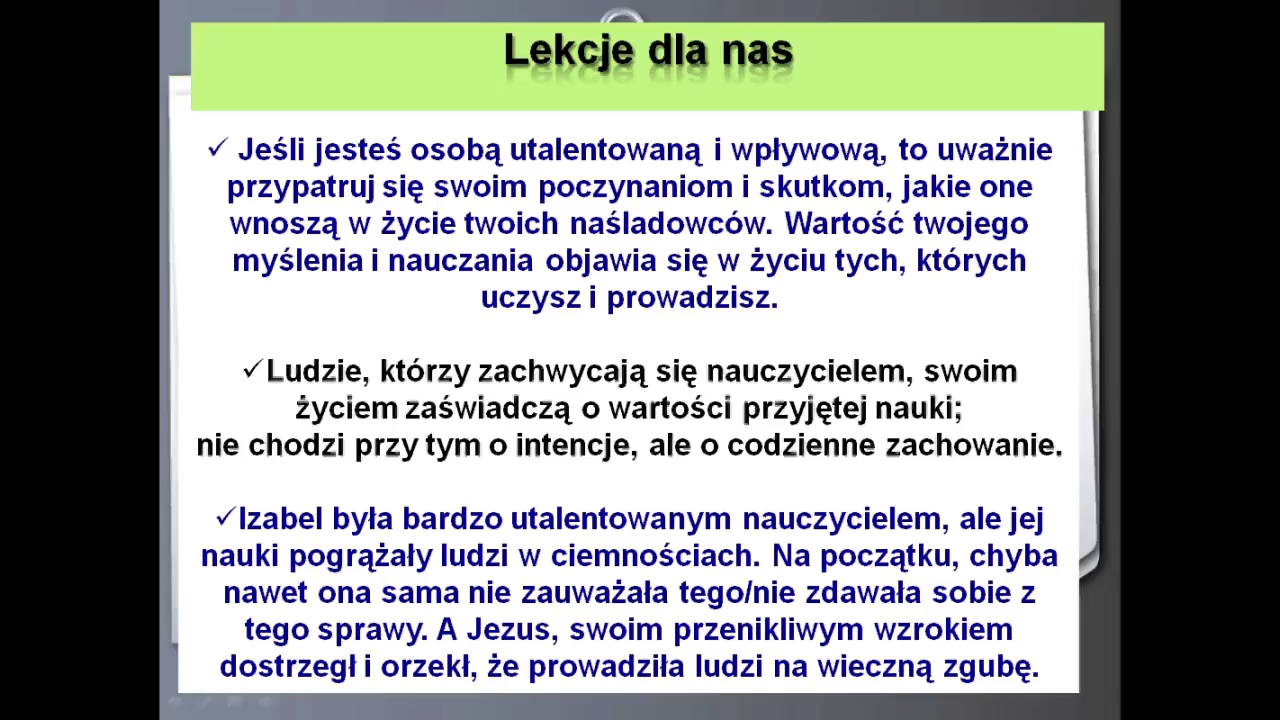 Lekcje dla nas
✓ Jeśli jesteś osobą utalentowaną i wpływową, to uważnie
przypatruj się swoim poczynaniom i skutkom, jakie one
wnoszą w życie twoich naśladowców. Wartość twojego
myślenia i nauczania objawia się w życiu tych, których
uczysz i prowadzisz.
✓Ludzie, którzy zachwycają się nauczycielem, swoim
życiem zaświadczą o wartości przyjętej nauki;
nie chodzi przy tym o intencje, ale o codzienne zachowanie.
✓Izabel była bardzo utalentowanym nauczycielem, ale jej
nauki pogrążały ludzi w ciemnościach. Na początku, chyba
nawet ona sama nie zauważała tego/nie zdawała sobie z
tego sprawy. A Jezus, swoim przenikliwym wzrokiem
dostrzegł i orzekł, że prowadziła ludzi na wieczną zgubę.